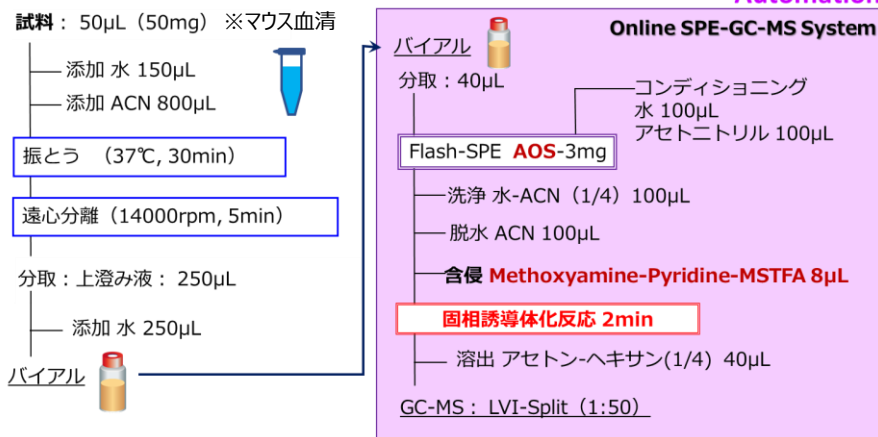 Automation
試料： 50µL（50mg） ※マウス血清
添加 水 150µL
添加 ACN 800µL
振とう （37℃, 30min）
遠心分離（14000rpm, 5min）
分取：上澄み液： 250µL
添加 水 250µL
バイアル
Online SPE-GC-MS System
バイアル
分取：40µL
コンディショニング
水 100µL
アセトニトリル 100µL
Flash-SPE AOS-3mg
洗浄 水-ACN（1/4）100µL
脱水 ACN 100µL
含侵 Methoxyamine-Pyridine-MSTFA 8µL
固相誘導体化反応 2min
溶出 アセトン-ヘキサン(1/4) 40µL
GC-MS： LVI-Split（1:50）